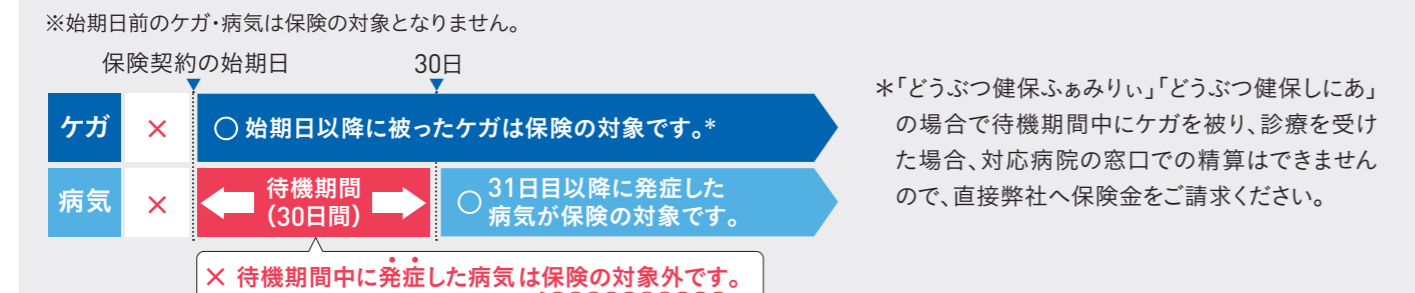 ※始期日前のケガ・病気は保険の対象となりません。
保険契約の始期日
30日
ケガ
×
○ 始期日以降に被ったケガは保険の対象です。*
病気
×
待機期間
(30日間)
○ 31日目以降に発症した
病気が保険の対象です。
× 待機期間中に発症した病気は保険の対象外です。
*「どうぶつ健保ふぁみりぃ」「どうぶつ健保しにあ」
の場合で待機期間中にケガを被り、診療を受け
た場合、対応病院の窓口での精算はできません
ので、直接弊社へ保険金をご請求ください。